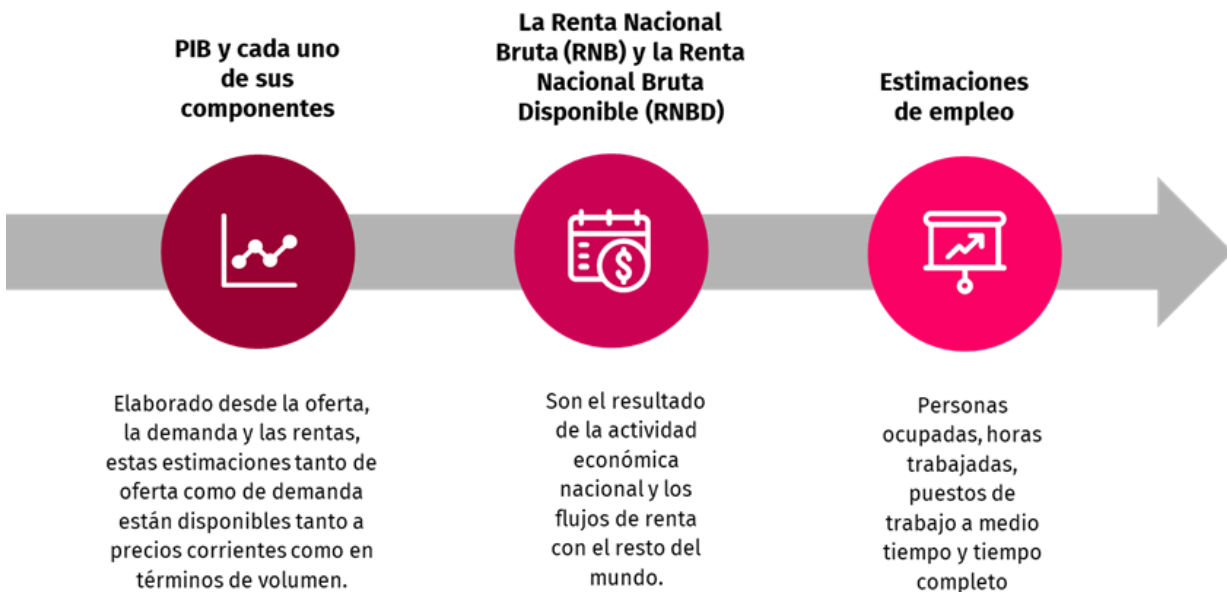 PIB y cada uno
de sus
componentes
La Renta Nacional
Bruta (RNB) y la Renta
Nacional Bruta
Disponible (RNBD)
Estimaciones
de empleo
$
Elaborado desde la oferta,
la demanda y las rentas,
estas estimaciones tanto de
oferta como de demanda
están disponibles tanto a
precios corrientes como en
términos de volumen.
Son el resultado
de la actividad
económica
nacional y los
flujos de renta
con el resto del
mundo.
Personas
ocupadas, horas
trabajadas,
puestos de
trabajo a medio
tiempo y tiempo
completo